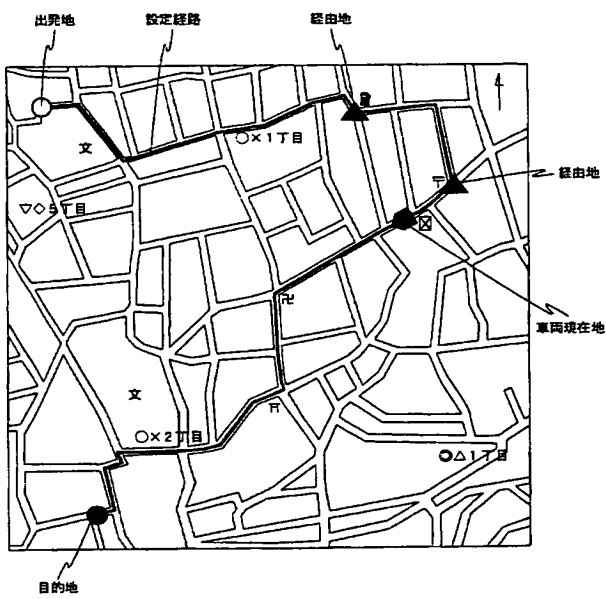 出発地
設定経路
経由地
○×1丁目
文
〒
経由地
▽◇5丁目
卍
車両現在地
文
○×2丁目
◎△1丁目
目的地